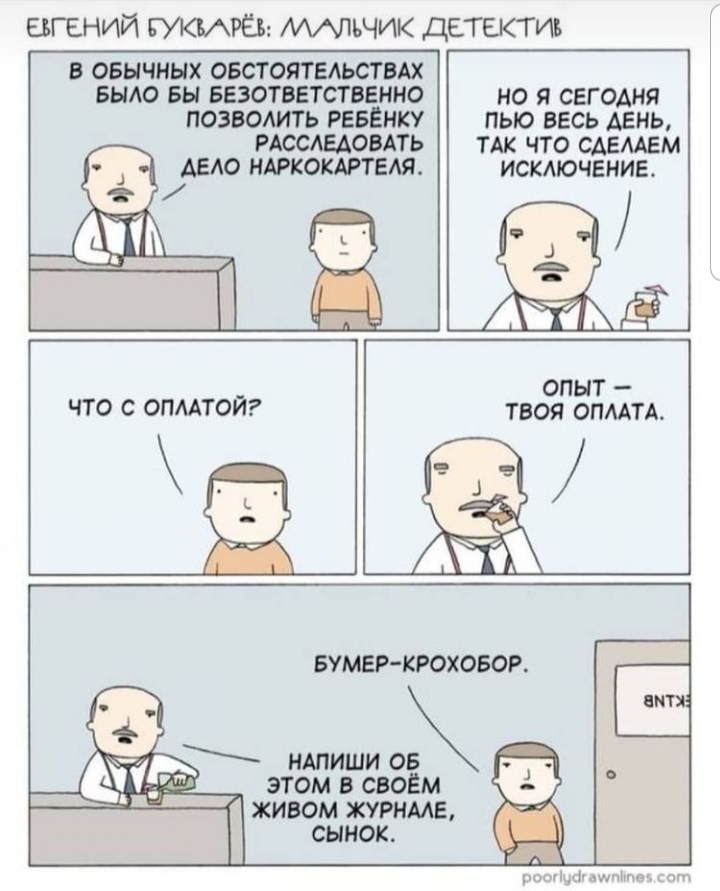 ЕВГЕНИЙ БУКВАРЁВ: МАЛЬЧИК ДЕТЕКТИВ
В ОБЫЧНЫХ ОБСТОЯТЕЛЬСТВАХ
БЫЛО БЫ БЕЗОТВЕТСТВЕННО
ПОЗВОЛИТЬ РЕБЁНКУ
РАССЛЕДОВАТЬ
ДЕЛО НАРКОКАРТЕЛЯ.
НО Я СЕГОДНЯ
ПЬЮ ВЕСЬ ДЕНЬ,
ТАК ЧТО СДЕЛАЕМ
ИСКЛЮЧЕНИЕ.
ЧТО С ОПЛАТОЙ?
ОПЫТ –
ТВОЯ ОПЛАТА.
БУМЕР-КРОХОБОР.
НАПИШИ ОБ
ЭТОМ В СВОЁМ
ЖИВОМ ЖУРНАЛЕ,
СЫНОК.
poorlydrawnlines.com